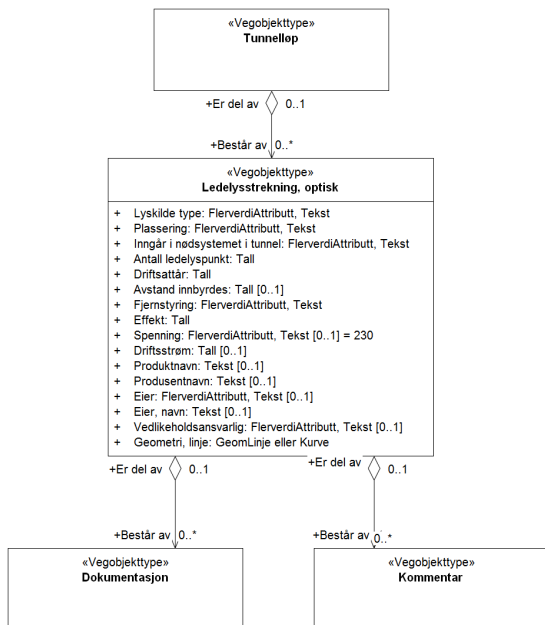 «Vegobjekttype»
Tunnelløp
+Er del av 0..1
+Består av 0..*
«Vegobjekttype»
Ledelysstrekning, optisk
+ Lyskilde type: FlerverdiAttributt, Tekst
+ Plassering: FlerverdiAttributt, Tekst
+ Inngår i nødsystemet i tunnel: FlerverdiAttributt, Tekst
+ Antall ledelyspunkt: Tall
+ Driftsattår: Tall
+ Avstand innbyrdes: Tall [0..1]
+ Fjernstyring: FlerverdiAttributt, Tekst
+ Effekt: Tall
+ Spenning: FlerverdiAttributt, Tekst [0..1] = 230
+ Driftsstrøm: Tall [0..1]
+ Produktnavn: Tekst [0..1]
+ Produsentnavn: Tekst [0..1]
+ Eier: FlerverdiAttributt, Tekst [0..1]
+ Eier, navn: Tekst [0..1]
+ Vedlikeholdsansvarlig: FlerverdiAttributt, Tekst [0..1]
+ Geometri, linje: GeomLinje eller Kurve
+Er del av 0..1
+Er del av 0..1
+Består av 0..*
+Består av 0..*
«Vegobjekttype»
Dokumentasjon
«Vegobjekttype»
Kommentar